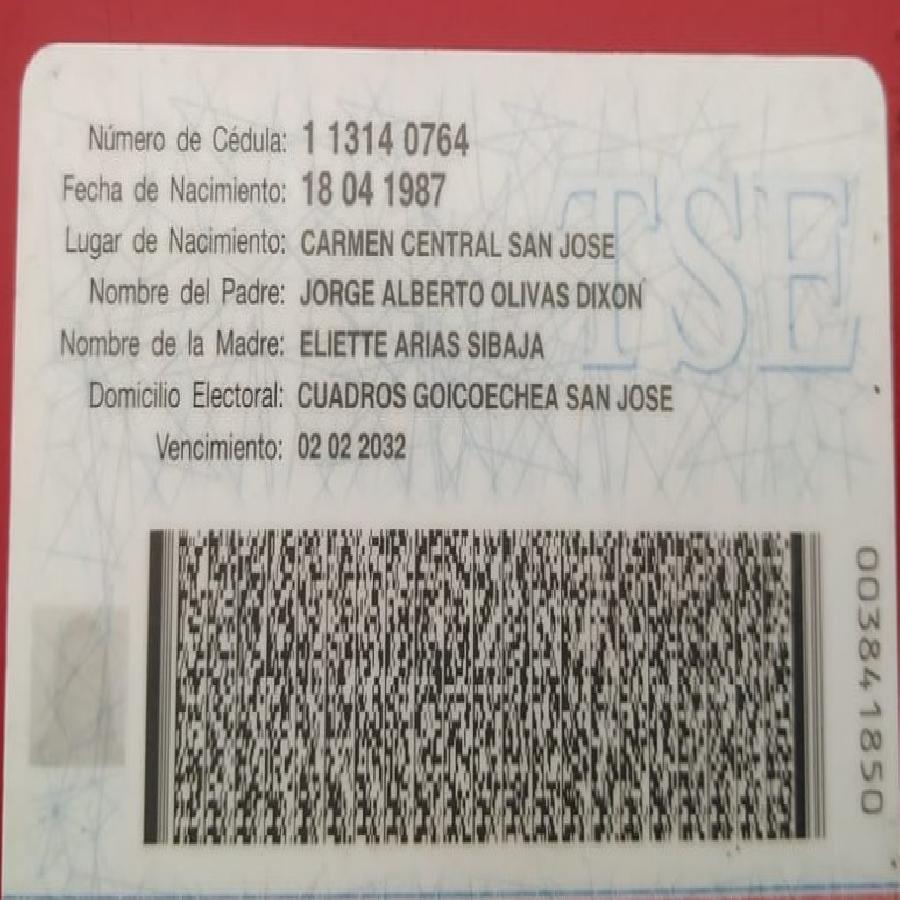 Número de Cédula: 1 1314 0764
Fecha de Nacimiento: 18 04 1987
Lugar de Nacimiento: CARMEN CENTRAL SAN JOSE
Nombre del Padre: JORGE ALBERTO OLIVAS DIXON
Nombre de la Madre: ELIETTE ARIAS SIBAJA
Domicilio Electoral: CUADROS GOICOECHEA SAN JOSE
Vencimiento: 02 02 2032
TSE
003841850